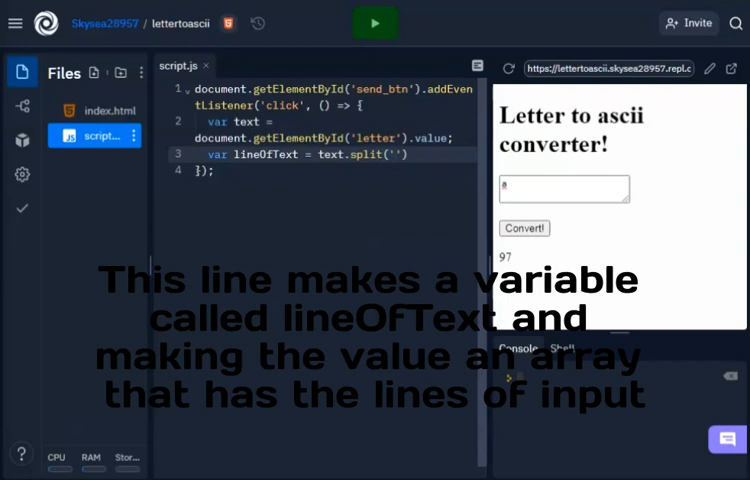 Skysea28957 / lettertoascii
Invite
Files
index.html
script...
script.js
1 document.getElementById('send_btn').addEven
tListener('click', () => {
2 var text =
document.getElementById('letter').value;
3 var lineOfText = text.split('')
4 });
https://lettertoascii.skysea28957.repl.c
Letter to ascii
converter!
a
Convert!
97
This line makes a variable
called lineOfText and
making the value an array
that has the lines of input
Console Shell
CPU RAM Stor...